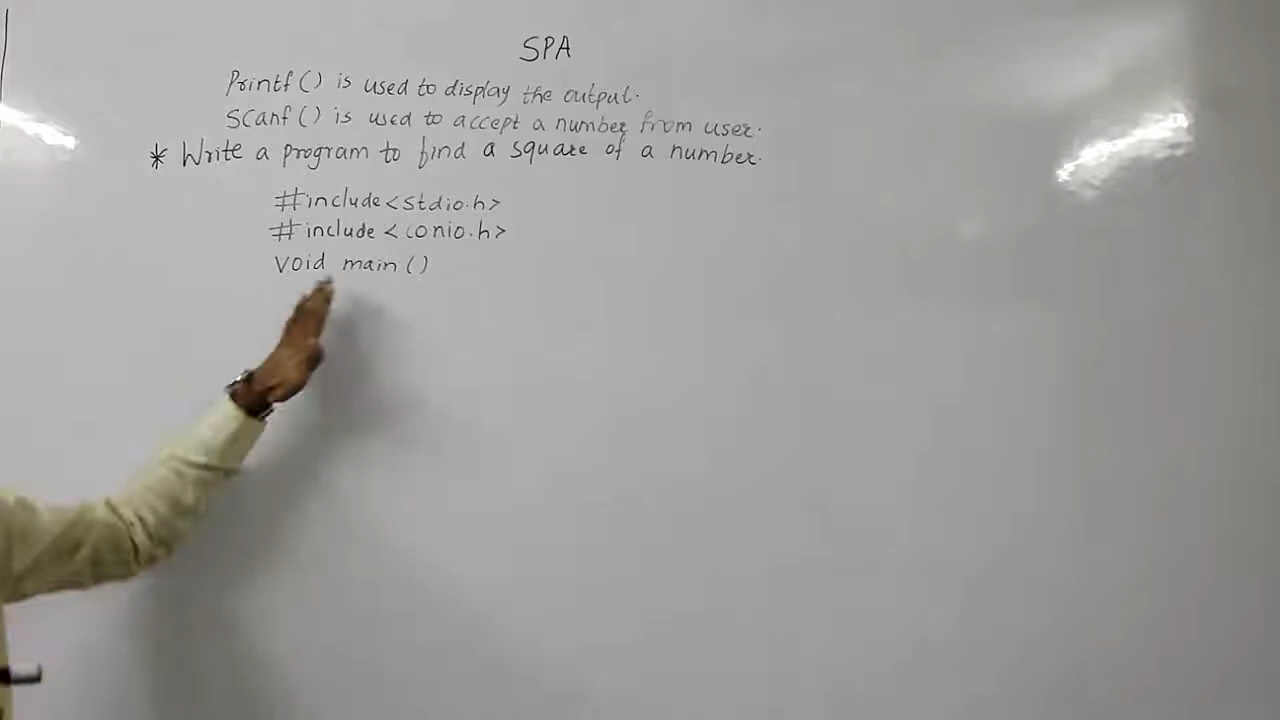 SPA
Printf() is used to display the output.
Scanf() is used to accept a number from user.
* Write a program to find a square of a number.
#include<stdio.h>
#include <conio.h>
void main()